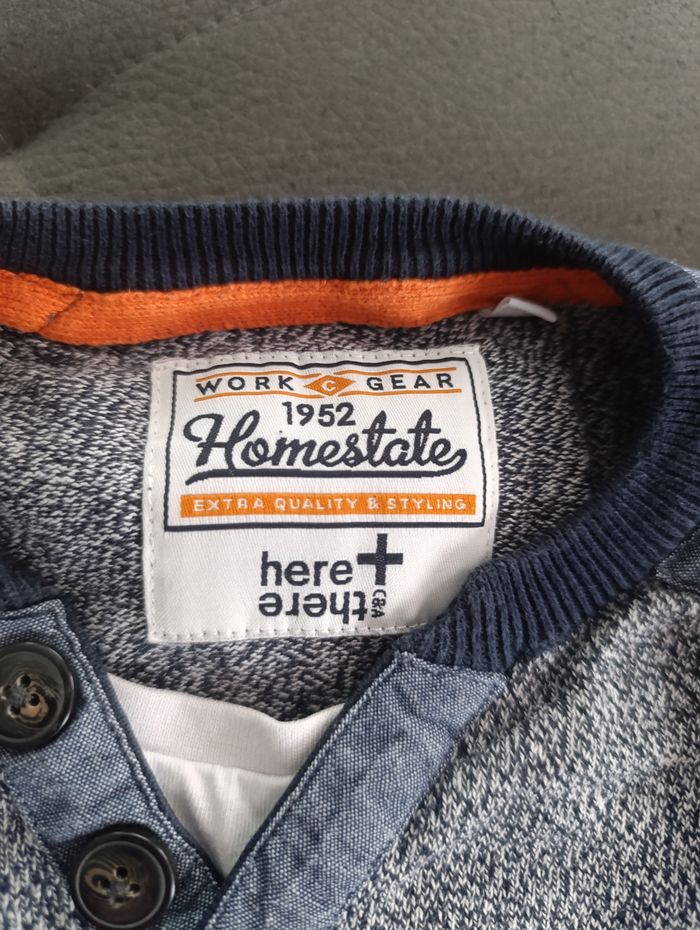 WORK C GEAR
1952
Homestate
EXTRA QUALITY & STYLING
here+
there C&A